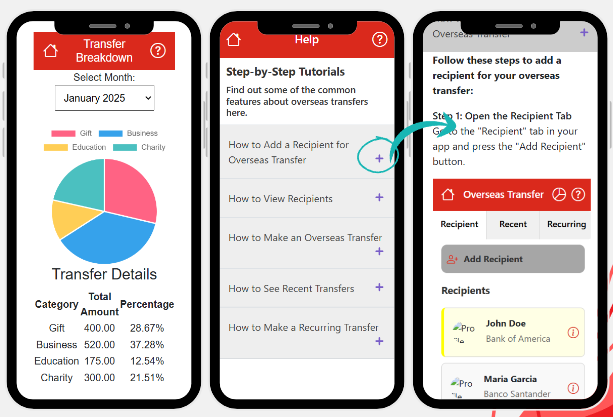 Transfer
Breakdown
?
Select Month:
January 2025
Gift
Business
Education
Charity
Transfer Details
Category Total Amount Percentage
Gift 400.00 28.67%
Business 520.00 37.28%
Education 175.00 12.54%
Charity 300.00 21.51%
Help
?
Step-by-Step Tutorials
Find out some of the common
features about overseas transfers
here.
How to Add a Recipient for
Overseas Transfer
+
How to View Recipients +
How to Make an Overseas Transfer
+
How to See Recent Transfers +
How to Make a Recurring Transfer
+
Overseas Transfer +
Follow these steps to add a
recipient for your overseas
transfer:
Step 1: Open the Recipient Tab
Go to the "Recipient" tab in your
app and press the "Add Recipient"
button.
Overseas Transfer ?
Recipient Recent Recurring
Add Recipient
Recipients
Pro
file
John Doe
Bank of America
i
Pro
file
Maria Garcia
Banco Santander
i